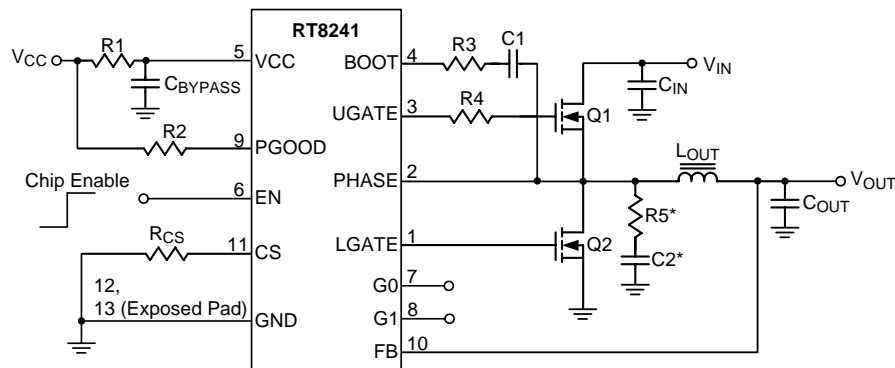 RT8241
VCC
R1
CBYPASS
R2
5
VCC
9
PGOOD
Chip Enable
6
EN
RCS
11
CS
12,
13 (Exposed Pad)
GND
BOOT
4
R3
C1
UGATE
3
R4
Q1
VIN
CIN
PHASE
2
LOUT
VOUT
COUT
R5*
C2*
LGATE
1
Q2
G0
7
G1
8
FB
10